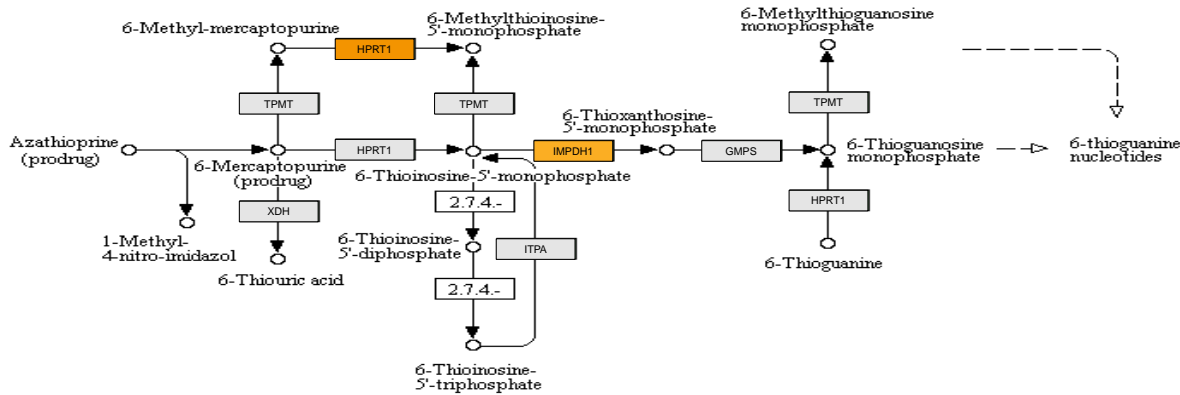 6-Methyl-mercaptopurine
6-Methylthioinosine-
5'-monophosphate
6-Methylthioguanosine
monophosphate
HPRT1
TPMT
TPMT
TPMT
Azathioprine
(prodrug)
HPRT1
6-Thioxanthosine-
5'-monophosphate
IMPDH1
GMPS
6-Mercaptopurine
(prodrug)
6-Thioinosine-5'-monophosphate
6-Thioguanosine
monophosphate
6-thioguanine
nucleotides
XDH
2.7.4.-
HPRT1
1-Methyl-
4-nitro-imidazol
6-Thioinosine-
5'-diphosphate
ITPA
6-Thiouric acid
6-Thioguanine
2.7.4.-
6-Thioinosine-
5'-triphosphate